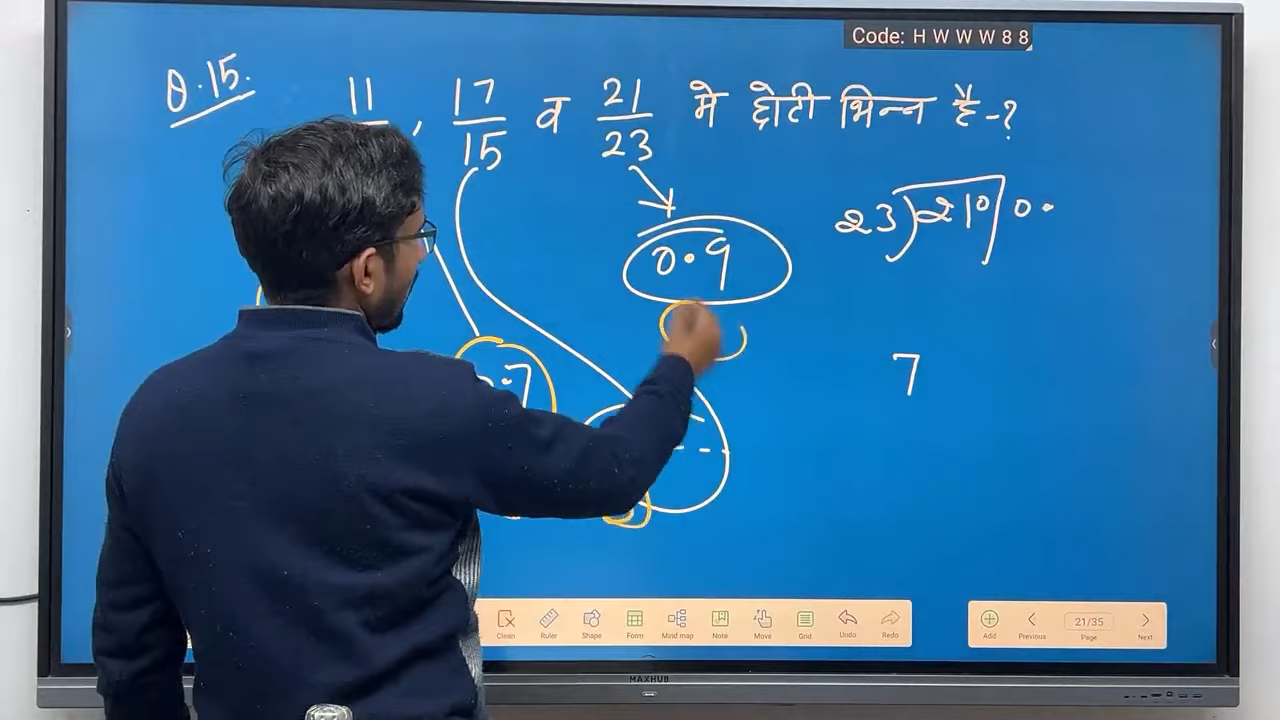 Code: H W W W 8 8
Q.15. 11 , 17/15 व 21/23 मे छोटी भिन्न है-?
23)210/0.
0.9
.7
7
Clean Ruler Shape Form Mind map Note Move Grid Undo Redo
Add Previous 21/35 Page Next
MAXHUB